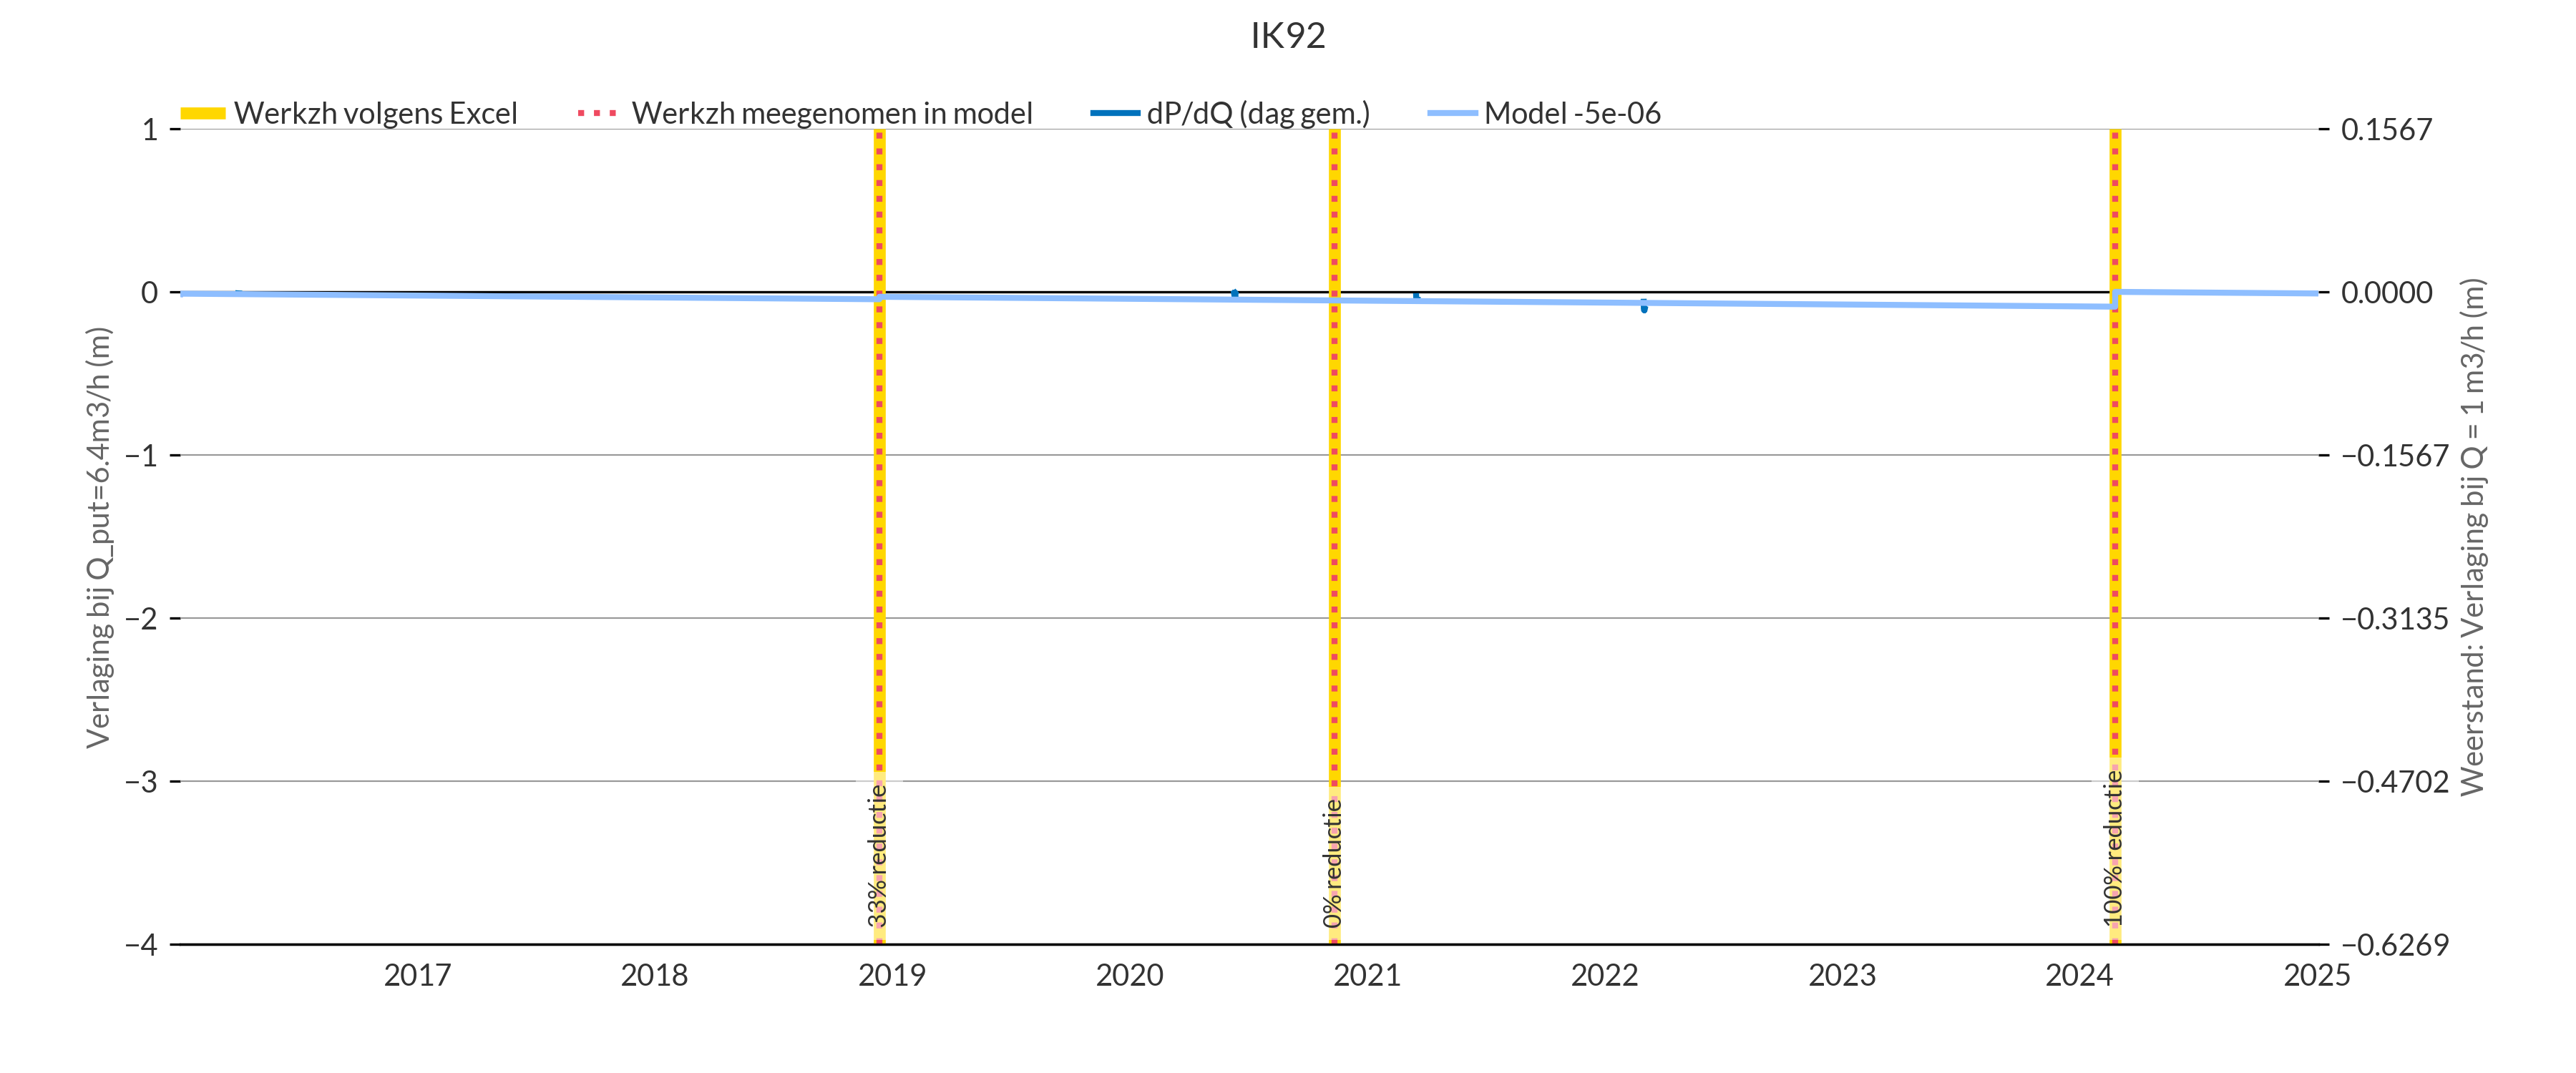 IK92
Werkzh volgens Excel
Werkzh meegenomen in model
dP/dQ (dag gem.)
Model -5e-06
1
0
−1
−2
−3
−4
Verlaging bij Q_put=6.4m3/h (m)
0.1567
0.0000
−0.1567
−0.3135
−0.4702
−0.6269
Weerstand: Verlaging bij Q = 1 m3/h (m)
33% reductie
0% reductie
100% reductie
2017
2018
2019
2020
2021
2022
2023
2024
2025